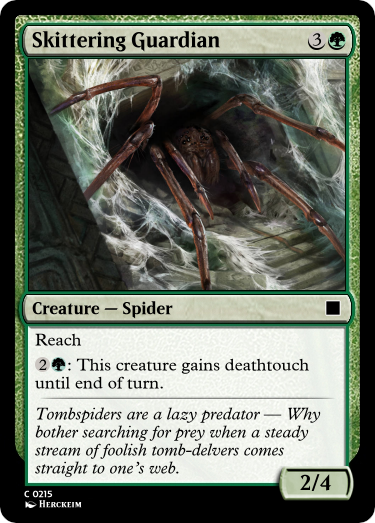 Skittering Guardian 3
Creature — Spider
Reach
2: This creature gains deathtouch
until end of turn.
Tombspiders are a lazy predator — Why
bother searching for prey when a steady
stream of foolish tomb-delvers comes
straight to one's web.
2/4
C 0215
Herckeim